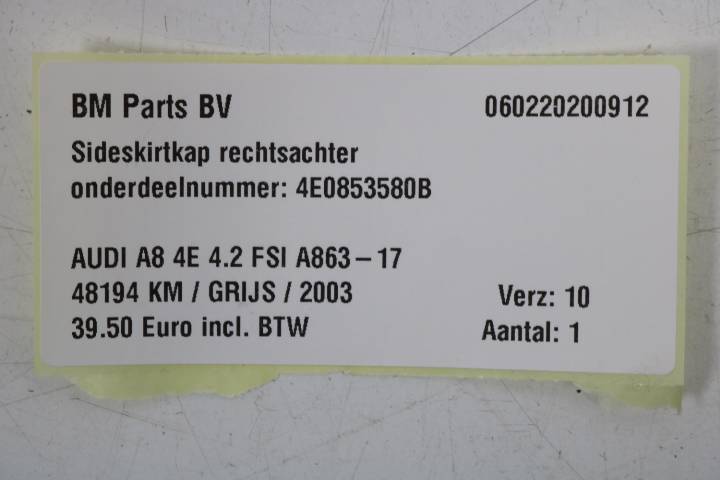 BM Parts BV 060220200912
Sideskirtkap rechtsachter
onderdeelnummer: 4E0853580B
AUDI A8 4E 4.2 FSI A863-17
48194 KM / GRIJS / 2003 Verz: 10
39.50 Euro incl. BTW Aantal: 1